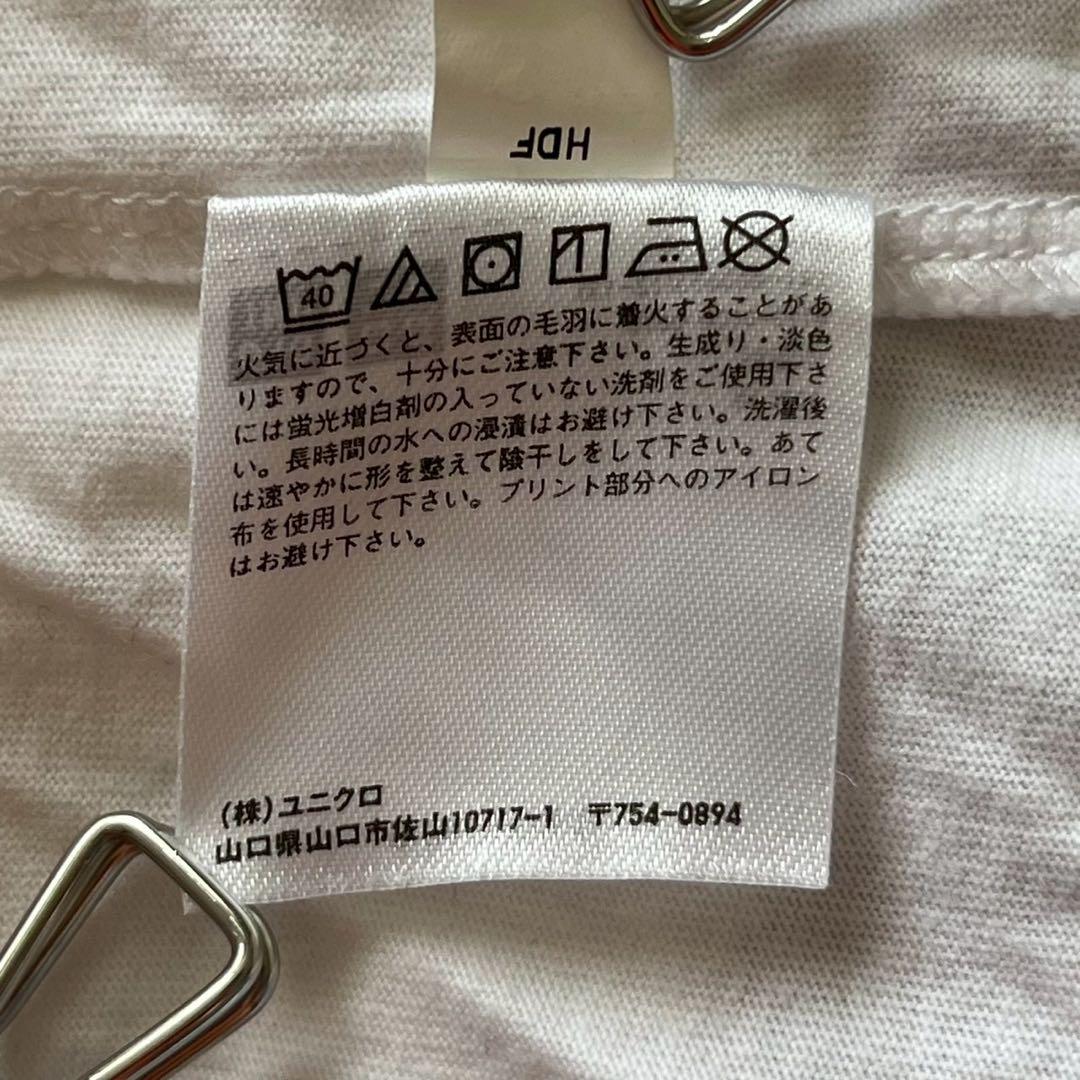 HDF
40
火気に近づくと、表面の毛羽に着火することがあ
りますので、十分にご注意下さい。生成り・淡色
には蛍光増白剤の入っていない洗剤をご使用下さ
い。長時間の水への浸漬はお避け下さい。洗濯後
は速やかに形を整えて陰干しをして下さい。あて
布を使用して下さい。プリント部分へのアイロン
はお避け下さい。
(株)ユニクロ
山口県山口市佐山10717-1 〒754-0894